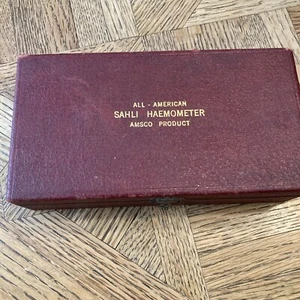 ALL - AMERICAN
SAHLI HAEMOMETER
AMSCO PRODUCT